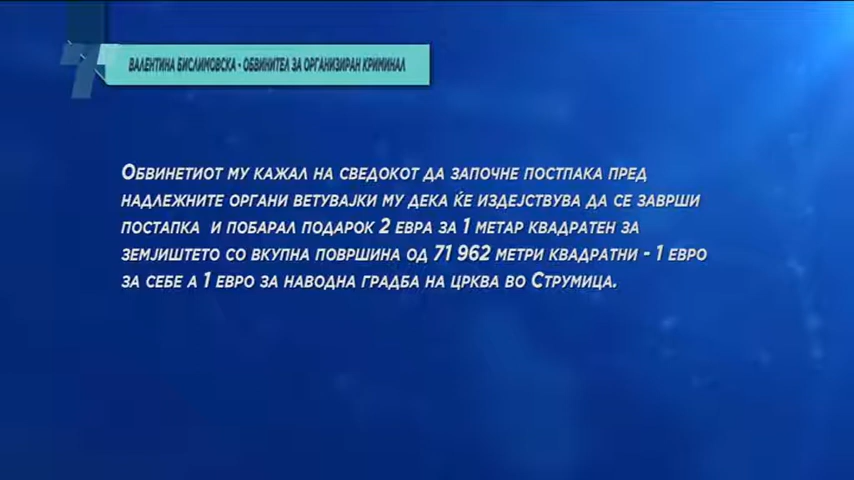 ВАЛЕНТИНА БИСЛИМОВСКА - ОБВИНИТЕЛ ЗА ОРГАНИЗИРАН КРИМИНАЛ
ОБВИНЕТИОТ МУ КАЖАЛ НА СВЕДОКОТ ДА ЗАПОЧНЕ ПОСТПАКА ПРЕД
НАДЛЕЖНИТЕ ОРГАНИ ВЕТУВАЈКИ МУ ДЕКА ЌЕ ИЗДЕЈСТВУВА ДА СЕ ЗАВРШИ
ПОСТАПКА И ПОБАРАЛ ПОДАРОК 2 ЕВРА ЗА 1 МЕТАР КВАДРАТЕН ЗА
ЗЕМЈИШТЕТО СО ВКУПНА ПОВРШИНА ОД 71 962 МЕТРИ КВАДРАТНИ - 1 ЕВРО
ЗА СЕБЕ А 1 ЕВРО ЗА НАВОДНА ГРАДБА НА ЦРКВА ВО СТРУМИЦА.